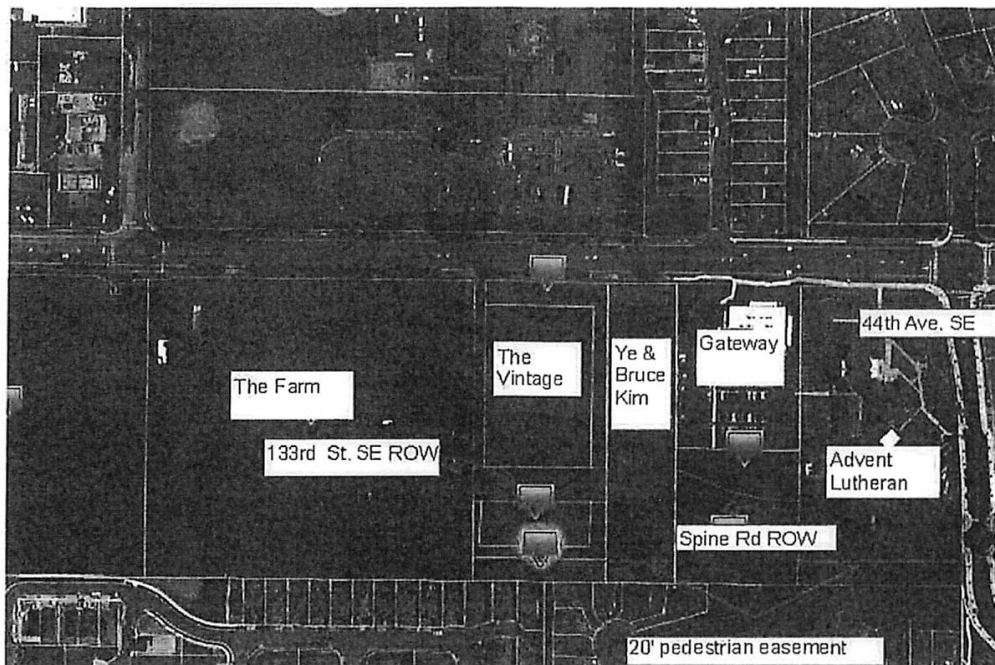 44th Ave. SE
The
Vintage
Ye &
Bruce
Kim
Gateway
The Farm
133rd St. SE ROW
Advent
Lutheran
Spine Rd ROW
20' pedestrian easement